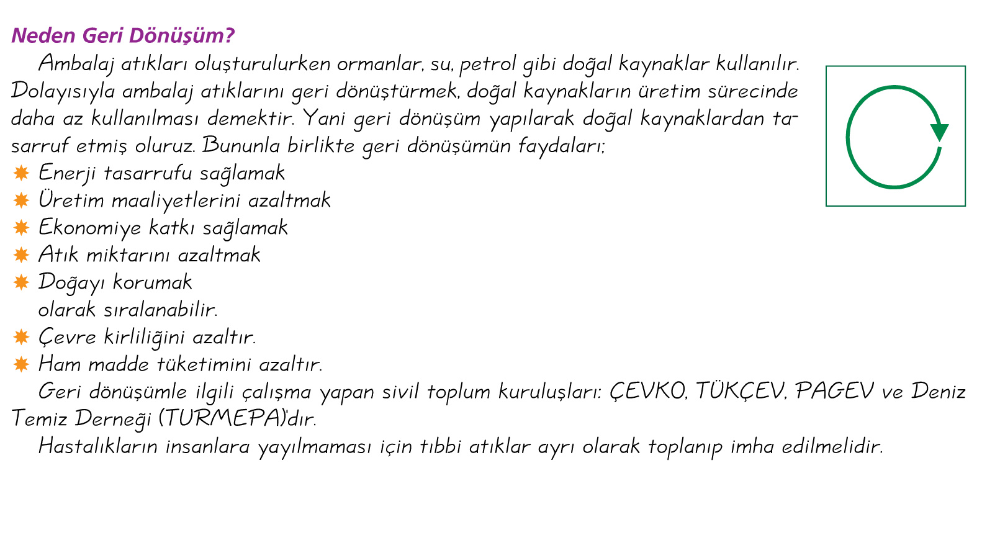 Neden Geri Dönüşüm?
Ambalaj atıkları oluşturulurken ormanlar, su, petrol gibi doğal kaynaklar kullanılır.
Dolayısıyla ambalaj atıklarını geri dönüştürmek, doğal kaynakların üretim sürecinde
daha az kullanılması demektir. Yani geri dönüşüm yapılarak doğal kaynaklardan ta-
sarruf etmiş oluruz. Bununla birlikte geri dönüşümün faydaları;
Enerji tasarrufu sağlamak
Üretim maaliyetlerini azaltmak
Ekonomiye katkı sağlamak
Atık miktarını azaltmak
Doğayı korumak
olarak sıralanabilir.
Çevre kirliliğini azaltır.
Ham madde tüketimini azaltır.
Geri dönüşümle ilgili çalışma yapan sivil toplum kuruluşları: ÇEVKO, TÜKÇEV, PAGEV ve Deniz
Temiz Derneği (TURMEPA)'dır.
Hastalıkların insanlara yayılmaması için tıbbi atıklar ayrı olarak toplanıp imha edilmelidir.